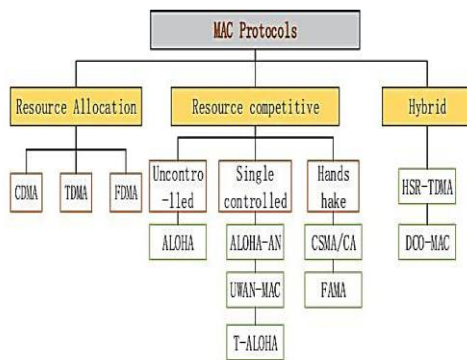 MAC Protocols
Resource Allocation
Resource competitive
Hybrid
CDMA
TDMA
FDMA
Uncontro
-lled
Single
controlled
Hands
hake
HSR-TDMA
ALOHA
ALOHA-AN
CSMA/CA
DCO-MAC
UWAN-MAC
FAMA
T-ALOHA